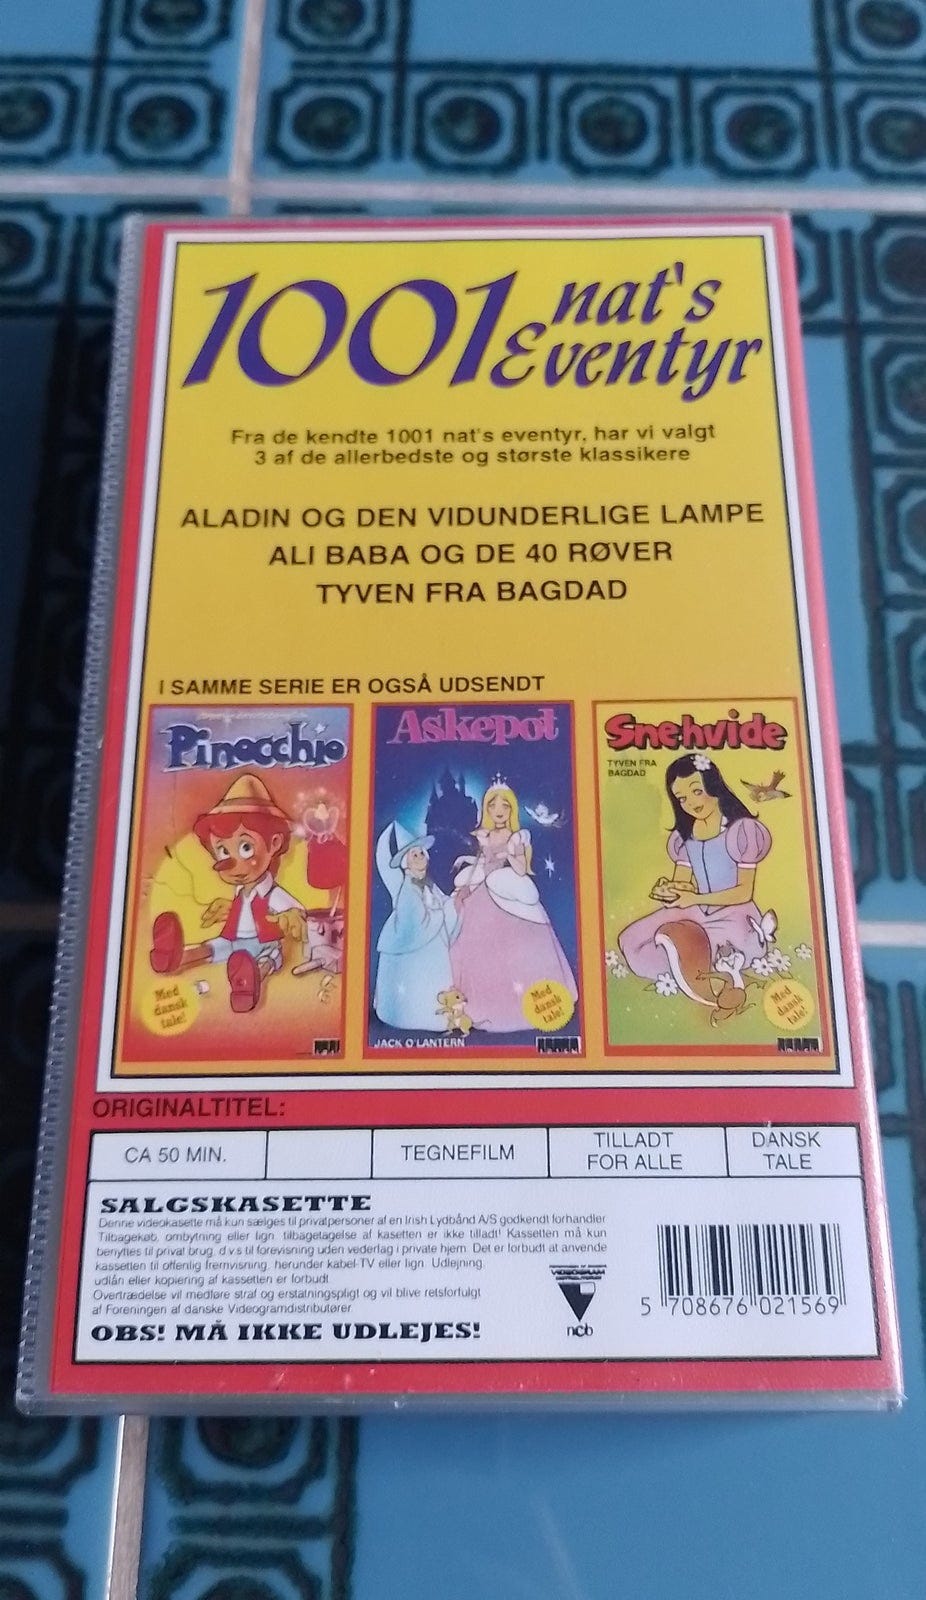 1001 nat's
Eventyr
Fra de kendte 1001 nat's eventyr, har vi valgt
3 af de allerbedste og største klassikere
ALADIN OG DEN VIDUNDERLIGE LAMPE
ALI BABA OG DE 40 RØVER
TYVEN FRA BAGDAD
I SAMME SERIE ER OGSÅ UDSENDT
Pinocchio
Med
dansk
tale!
Askepot
Med
dansk
tale!
JACK O'LANTERN
Snehvide
TYVEN FRA
BAGDAD
Med
dansk
tale!
ORIGINALTITEL:
CA 50 MIN.
TEGNEFILM
TILLADT
FOR ALLE
DANSK
TALE
SALGSKASETTE
Denne videokasette må kun sælges til privatpersoner af en Irish Lydbånd A/S godkendt forhandler
Tilbagekøb, ombytning eller lign. tilbagetagelse af kasetten er ikke tilladt! Kassetten må kun
benyttes til privat brug, d.v.s til forevisning uden vederlag i private hjem. Det er forbudt at anvende
kassetten til offentlig fremvisning, herunder kabel-TV eller lign. Udlejning,
udlån eller kopiering af kassetten er forbudt
Overtrædelse vil medføre straf og erstatningspligt og vil blive retsforfulgt
af Foreningen af danske Videogramdistributører
OBS! MÅ IKKE UDLEJES!
VIDEOGRAM
ncb
5 708676 021569